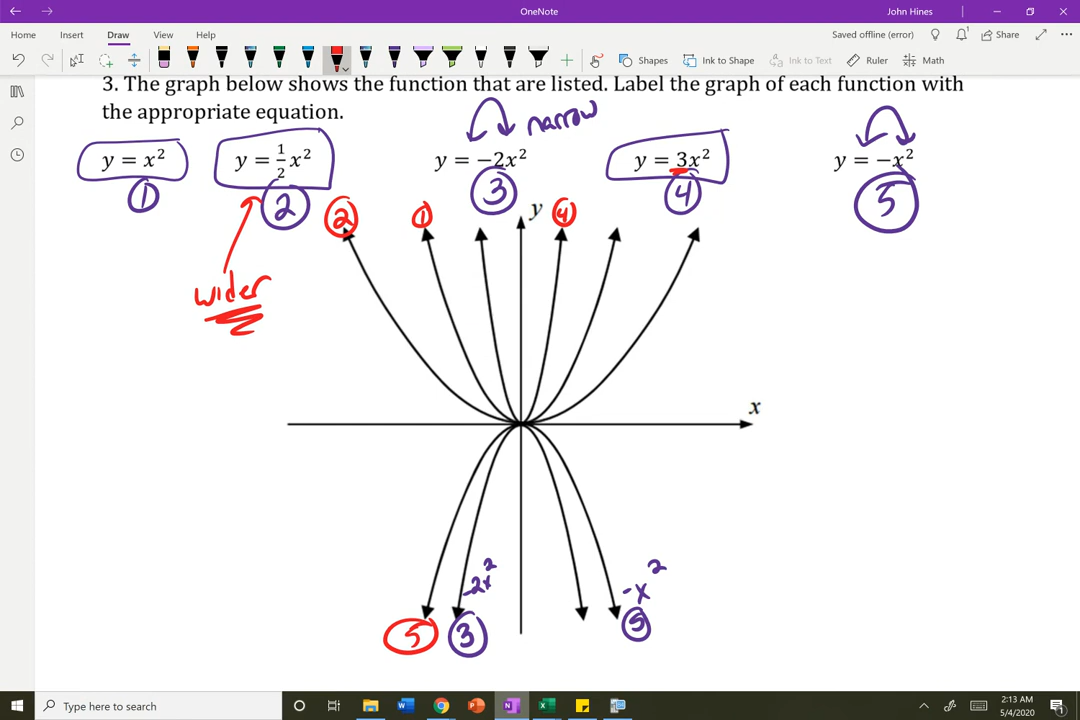 OneNote
John Hines
Home Insert Draw View Help
Saved offline (error)
Share
Shapes
Ink to Shape
Ink to Text
Ruler
Math
3. The graph below shows the function that are listed. Label the graph of each function with
the appropriate equation.
narrow
y = x² y = ½x² y = −2x² y = 3x² y = −x²
① ② ③ ④ ⑤
② ① y ④
wider
x
-2x² -x²
⑤ ③ ⑤
Type here to search
2:13 AM
5/4/2020
1